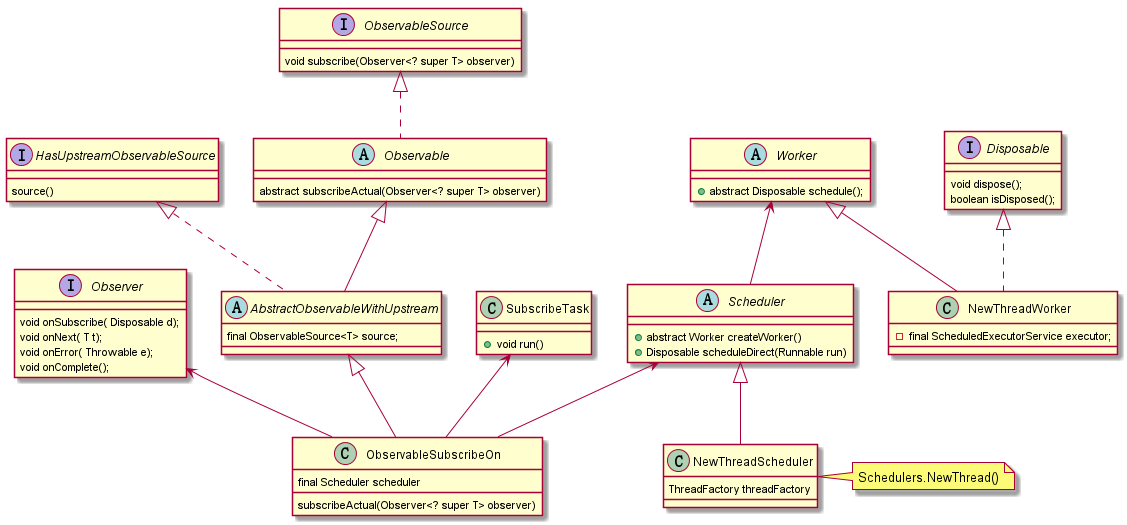 I ObservableSource
void subscribe(Observer<? super T> observer)
I HasUpstreamObservableSource
source()
A Observable
abstract subscribeActual(Observer<? super T> observer)
A Worker
abstract Disposable schedule();
I Disposable
void dispose();
boolean isDisposed();
I Observer
void onSubscribe( Disposable d);
void onNext( T t);
void onError( Throwable e);
void onComplete();
A AbstractObservableWithUpstream
final ObservableSource<T> source;
C SubscribeTask
void run()
A Scheduler
abstract Worker createWorker()
Disposable scheduleDirect(Runnable run)
C NewThreadWorker
final ScheduledExecutorService executor;
C ObservableSubscribeOn
final Scheduler scheduler
subscribeActual(Observer<? super T> observer)
C NewThreadScheduler
ThreadFactory threadFactory
Schedulers.NewThread()